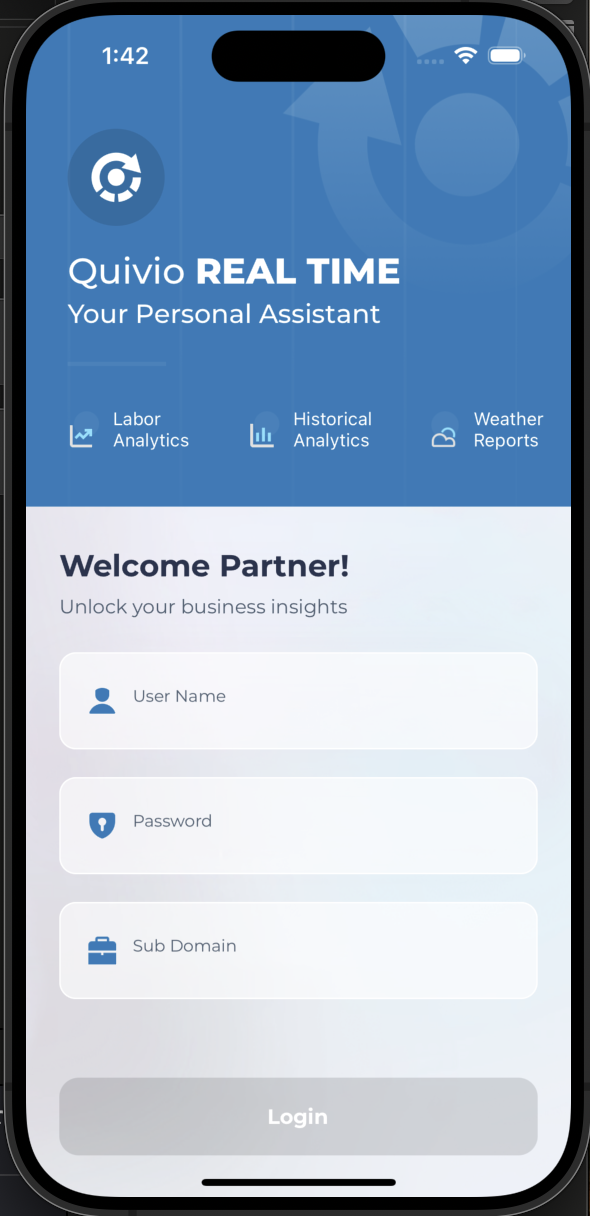 1:42
Quivio REAL TIME
Your Personal Assistant
Labor
Analytics
Historical
Analytics
Weather
Reports
Welcome Partner!
Unlock your business insights
User Name
Password
Sub Domain
Login